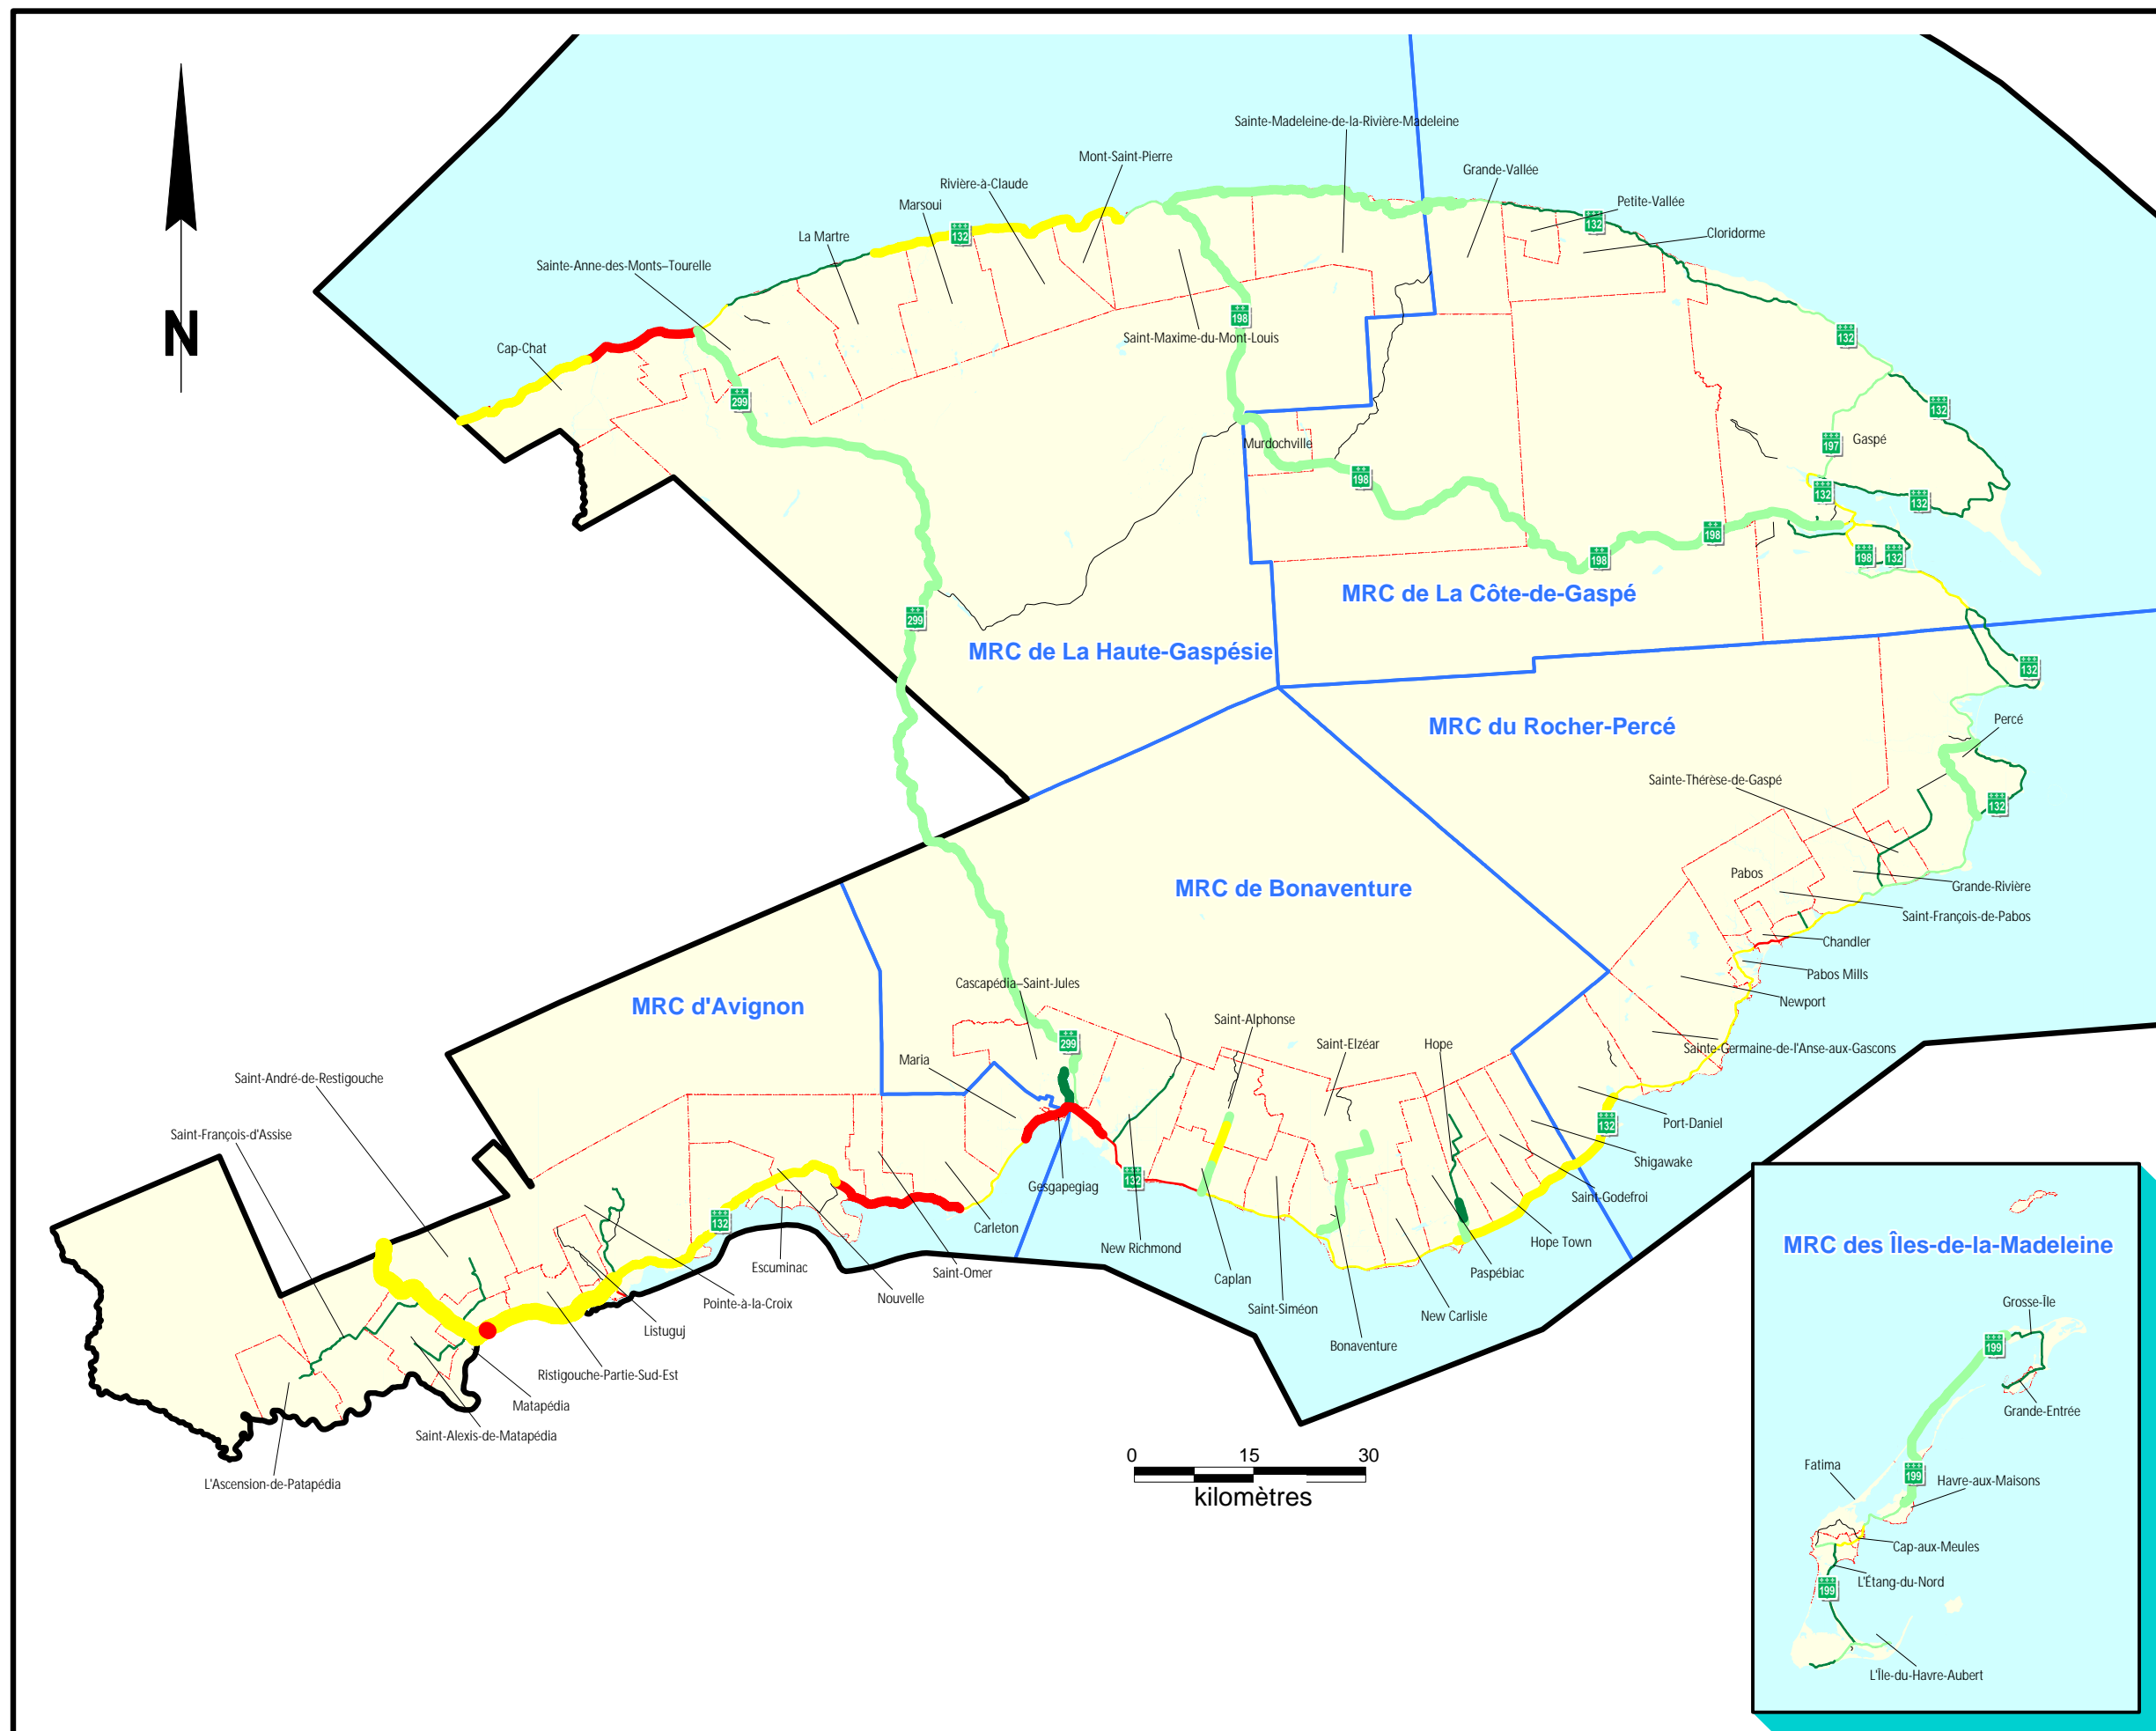 Sainte-Madeleine-de-la-Rivière-Madeleine
Mont-Saint-Pierre
Grande-Vallée
Rivière-à-Claude
Petite-Vallée
Marsoui
132
132
Cloridorme
La Martre
Sainte-Anne-des-Monts–Tourelle
N
198
132
Saint-Maxime-du-Mont-Louis
Cap-Chat
299
132
Murdochville
197
Gaspé
198
132
132
198
198
198
132
MRC de La Côte-de-Gaspé
299
MRC de La Haute-Gaspésie
132
Percé
MRC du Rocher-Percé
Sainte-Thérèse-de-Gaspé
132
Pabos
MRC de Bonaventure
Grande-Rivière
Saint-François-de-Pabos
Chandler
Pabos Mills
Cascapédia–Saint-Jules
Newport
MRC d'Avignon
Saint-Alphonse
299
Saint-Elzéar
Hope
Sainte-Germaine-de-l'Anse-aux-Gascons
Maria
Saint-André-de-Restigouche
132
Port-Daniel
Saint-François-d'Assise
Shigawake
132
Gesgapegiag
Saint-Godefroi
132
Carleton
Hope Town
MRC des Îles-de-la-Madeleine
New Richmond
Escuminac
Saint-Omer
Paspébiac
Caplan
Nouvelle
Pointe-à-la-Croix
Grosse-Île
Saint-Siméon
New Carlisle
Listuguj
199
Bonaventure
Ristigouche-Partie-Sud-Est
Matapédia
Grande-Entrée
Saint-Alexis-de-Matapédia
0 15 30
Fatima
199
Havre-aux-Maisons
L'Ascension-de-Patapédia
kilomètres
Cap-aux-Meules
L'Étang-du-Nord
199
L'Île-du-Havre-Aubert